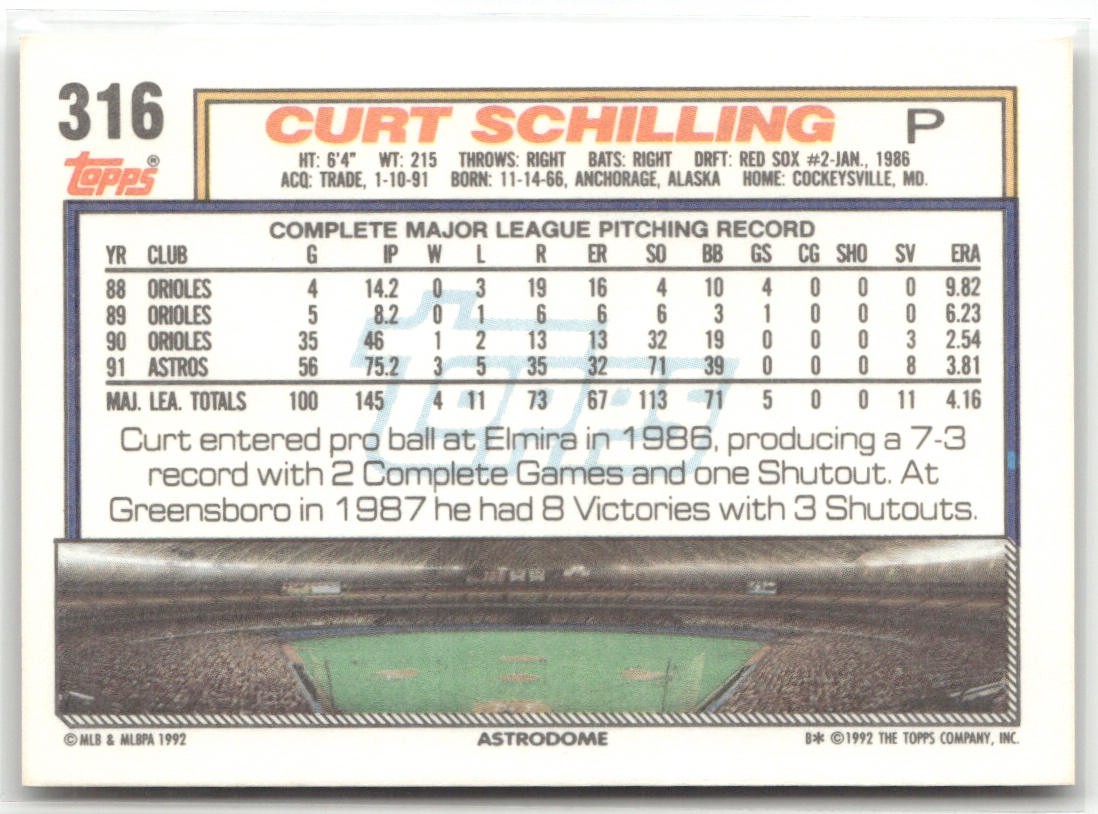 316
CURT SCHILLING P
topps®
HT: 6'4" WT: 215 THROWS: RIGHT BATS: RIGHT DRFT: RED SOX #2-JAN., 1986
ACQ: TRADE, 1-10-91 BORN: 11-14-66, ANCHORAGE, ALASKA HOME: COCKEYSVILLE, MD.
COMPLETE MAJOR LEAGUE PITCHING RECORD
YR CLUB G IP W L R ER SO BB GS CG SHO SV ERA
88 ORIOLES 4 14.2 0 3 19 16 4 10 4 0 0 0 9.82
89 ORIOLES 5 8.2 0 1 6 6 6 3 1 0 0 0 6.23
90 ORIOLES 35 46 1 2 13 13 32 19 0 0 0 3 2.54
91 ASTROS 56 75.2 3 5 35 32 71 39 0 0 0 8 3.81
MAJ. LEA. TOTALS 100 145 4 11 73 67 113 71 5 0 0 11 4.16
topps
Curt entered pro ball at Elmira in 1986, producing a 7-3
record with 2 Complete Games and one Shutout. At
Greensboro in 1987 he had 8 Victories with 3 Shutouts.
© MLB & MLBPA 1992 ASTRODOME B* © 1992 THE TOPPS COMPANY, INC.